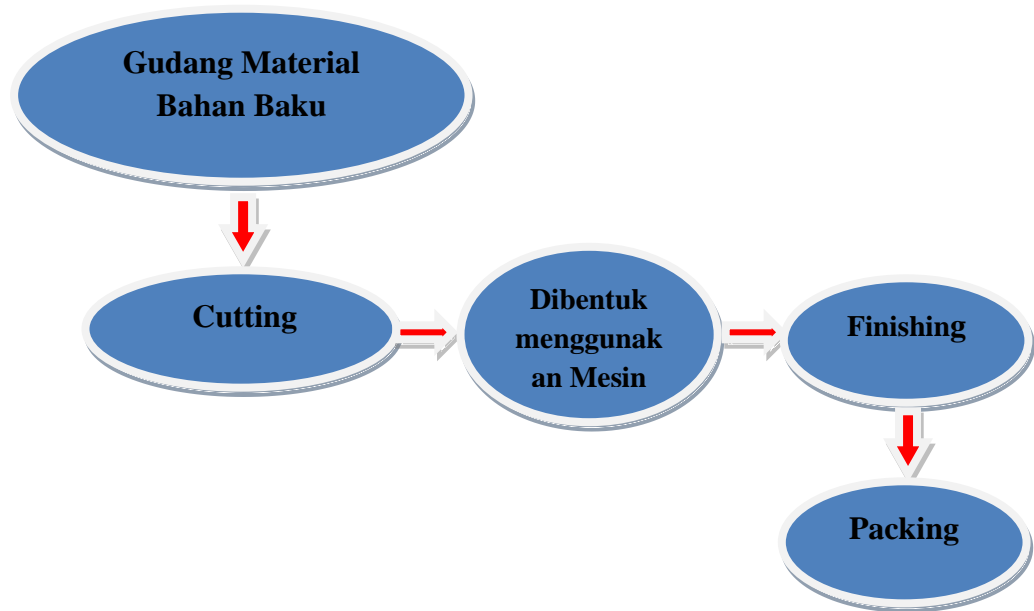 Gudang Material
Bahan Baku
Cutting
Dibentuk
menggunak
an Mesin
Finishing
Packing